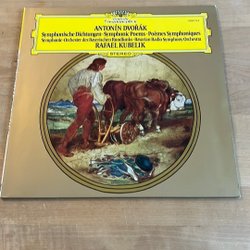 ANTONÍN DVOŘÁK
Symphonische Dichtungen · Symphonic Poems · Poèmes Symphoniques
Symphonie-Orchester des Bayerischen Rundfunks · Bavarian Radio Symphony Orchestra
RAFAEL KUBELIK
STEREO